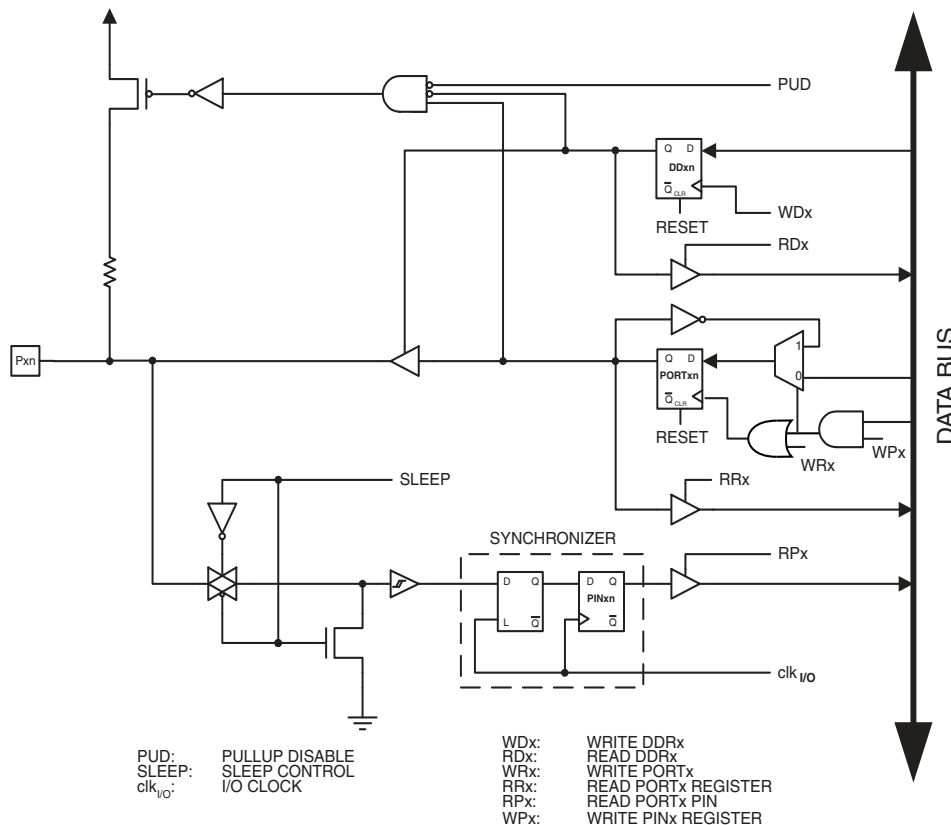 PUD
Q D
DDxn
Q CLR
WDx
RESET
RDx
1
Pxn
Q D
PORTxn
0
Q CLR
RESET
WRx
WPx
DATA BUS
SLEEP
RRx
SYNCHRONIZER
RPx
D Q
D Q
PINxn
L Q
Q
clk I/O
PUD: PULLUP DISABLE
SLEEP: SLEEP CONTROL
clkI/O: I/O CLOCK
WDx: WRITE DDRx
RDx: READ DDRx
WRx: WRITE PORTx
RRx: READ PORTx REGISTER
RPx: READ PORTx PIN
WPx: WRITE PINx REGISTER